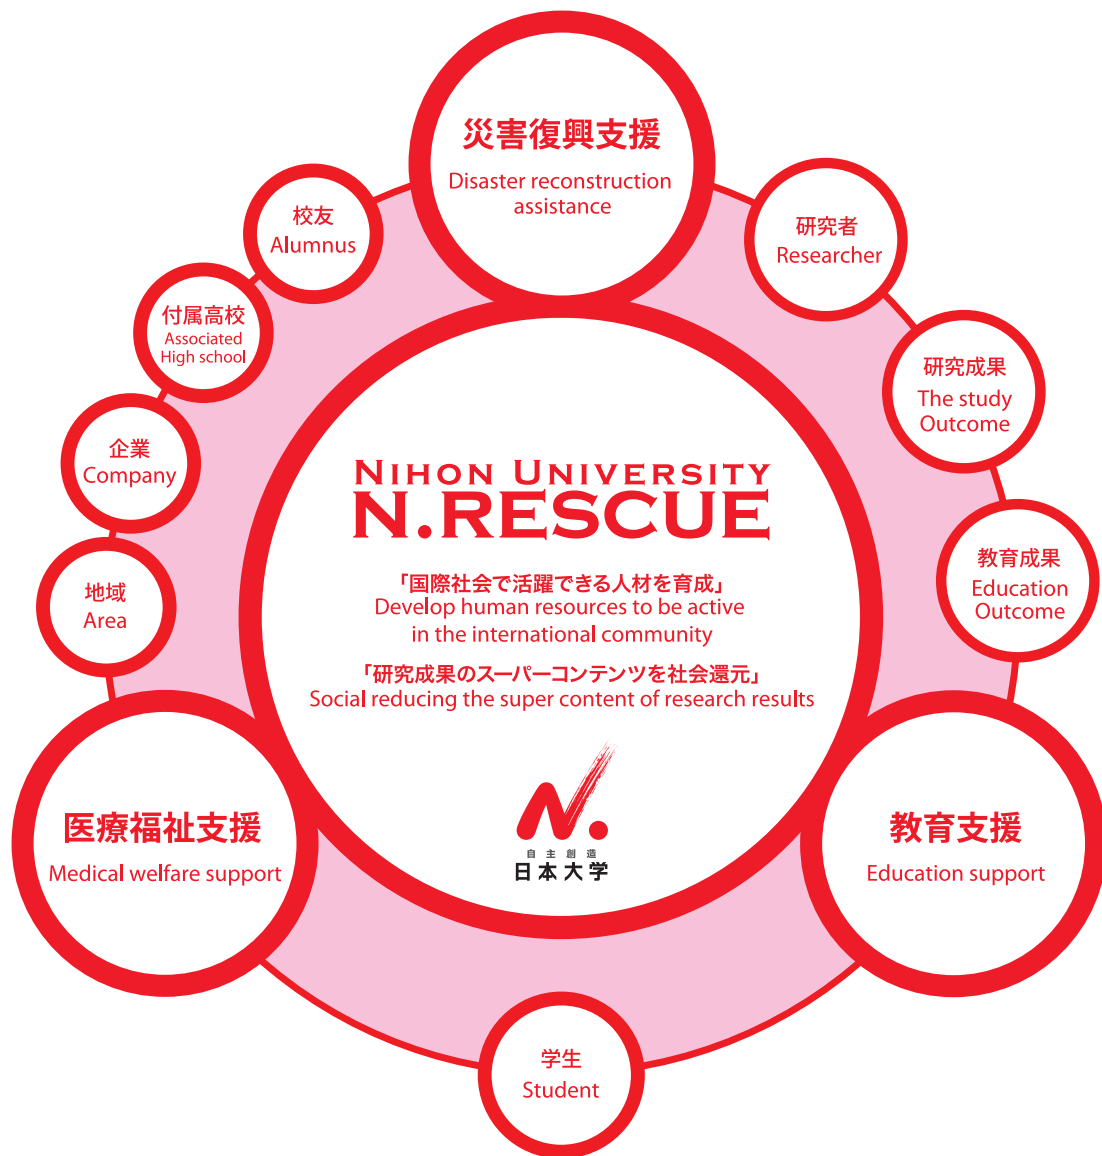 災害復興支援
Disaster reconstruction
assistance
校友
Alumnus
研究者
Researcher
付属高校
Associated
High school
研究成果
The study
Outcome
企業
Company
NIHON UNIVERSITY
N.RESCUE
教育成果
Education
Outcome
地域
Area
「国際社会で活躍できる人材を育成」
Develop human resources to be active
in the international community
「研究成果のスーパーコンテンツを社会還元」
Social reducing the super content of research results
N.
自主創造
日本大学
医療福祉支援
Medical welfare support
教育支援
Education support
学生
Student